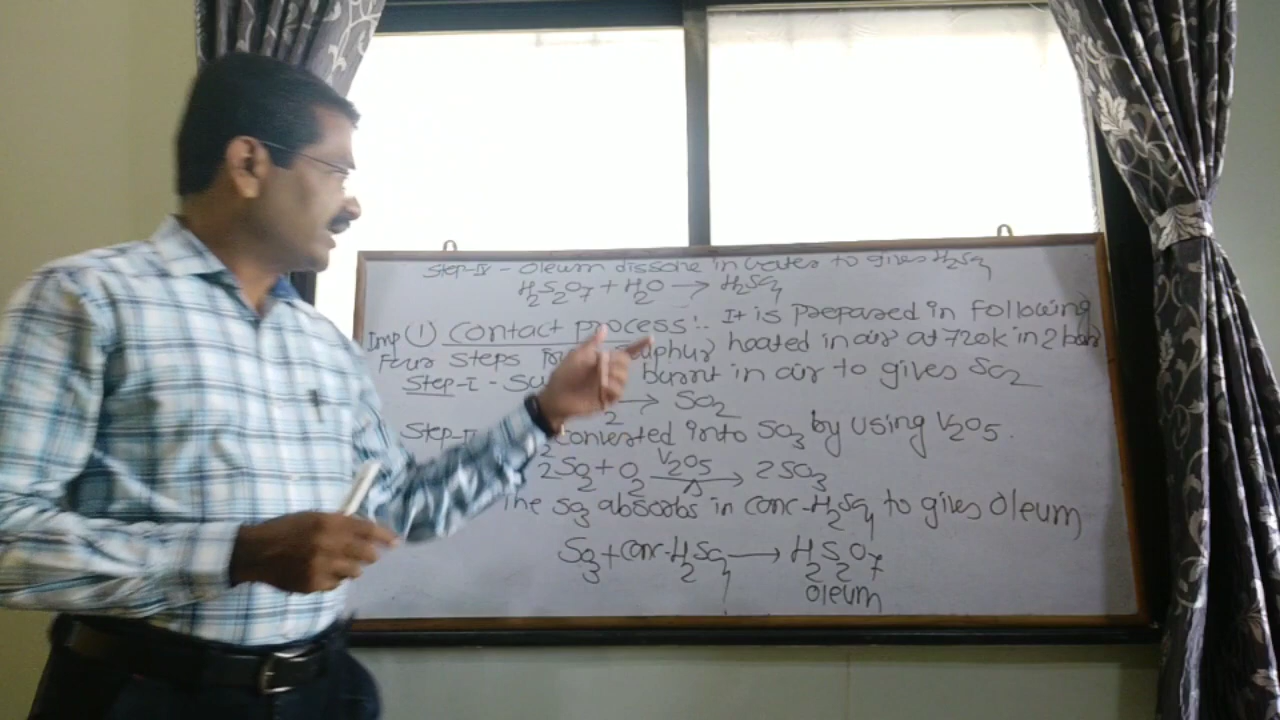 Step-IV - Oleum dissolve in water to gives H2SO4
H2S2O7 + H2O → H2SO4
Imp (1) Contact process :- It is prepared in following
Four steps sulphur heated in air at 720K in 2 bar
Step-I - burnt in air to gives SO2
2 → SO2
Step-II converted into SO3 by using V2O5.
2SO2 + O2 V2O5 → Δ 2SO3
The SO3 absorbs in conc-H2SO4 to gives Oleum
SO3 + conc-H2SO4 → H2S2O7
Oleum